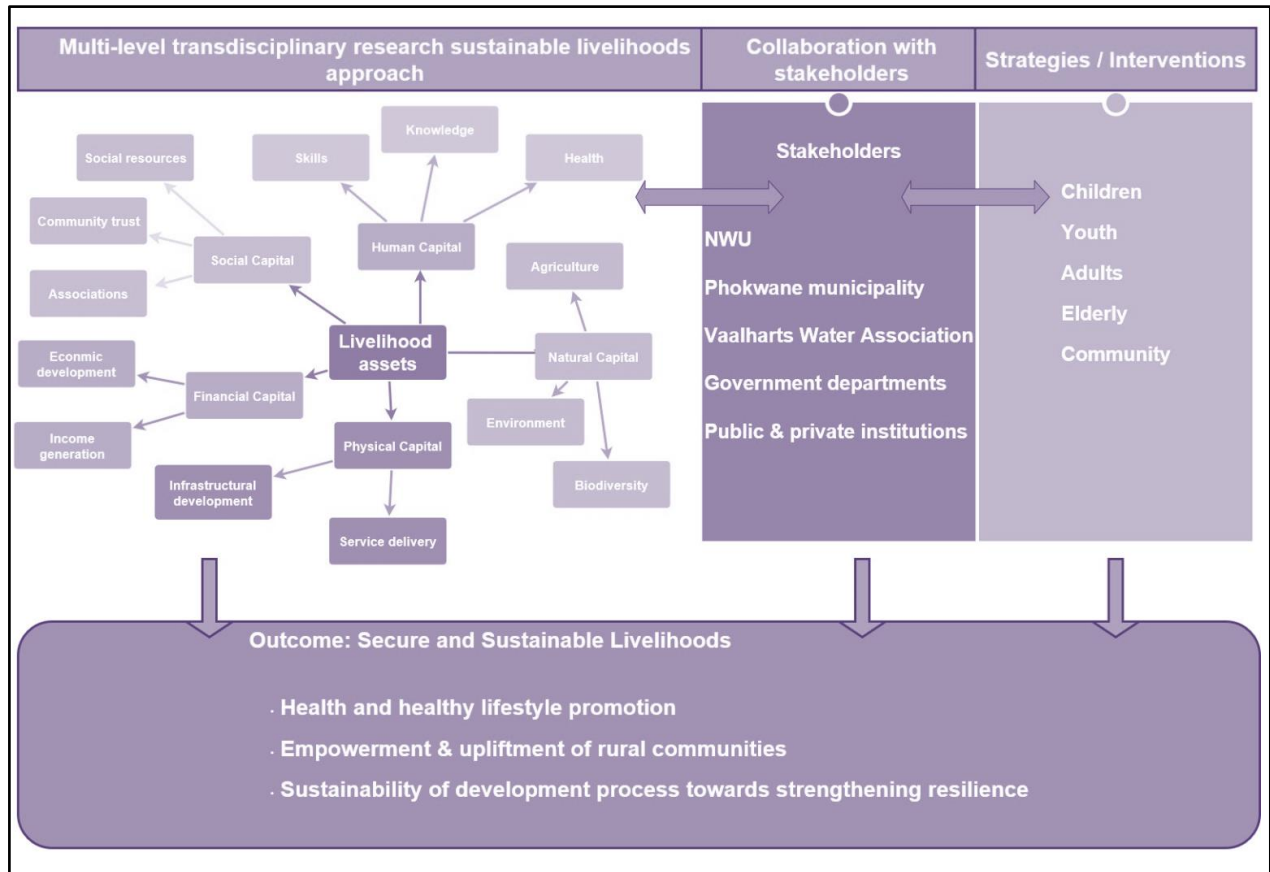 Multi-level transdisciplinary research sustainable livelihoods
approach
Collaboration with
stakeholders
Strategies / Interventions
Knowledge
Social resources
Skills
Health
Community trust
Human Capital
Social Capital
Agriculture
Associations
Livelihood
assets
Natural Capital
Econmic
development
Financial Capital
Environment
Income
generation
Physical Capital
Infrastructural
development
Biodiversity
Service delivery
Stakeholders
NWU
Phokwane municipality
Vaalharts Water Association
Government departments
Public & private institutions
Children
Youth
Adults
Elderly
Community
Outcome: Secure and Sustainable Livelihoods
· Health and healthy lifestyle promotion
· Empowerment & upliftment of rural communities
· Sustainability of development process towards strengthening resilience